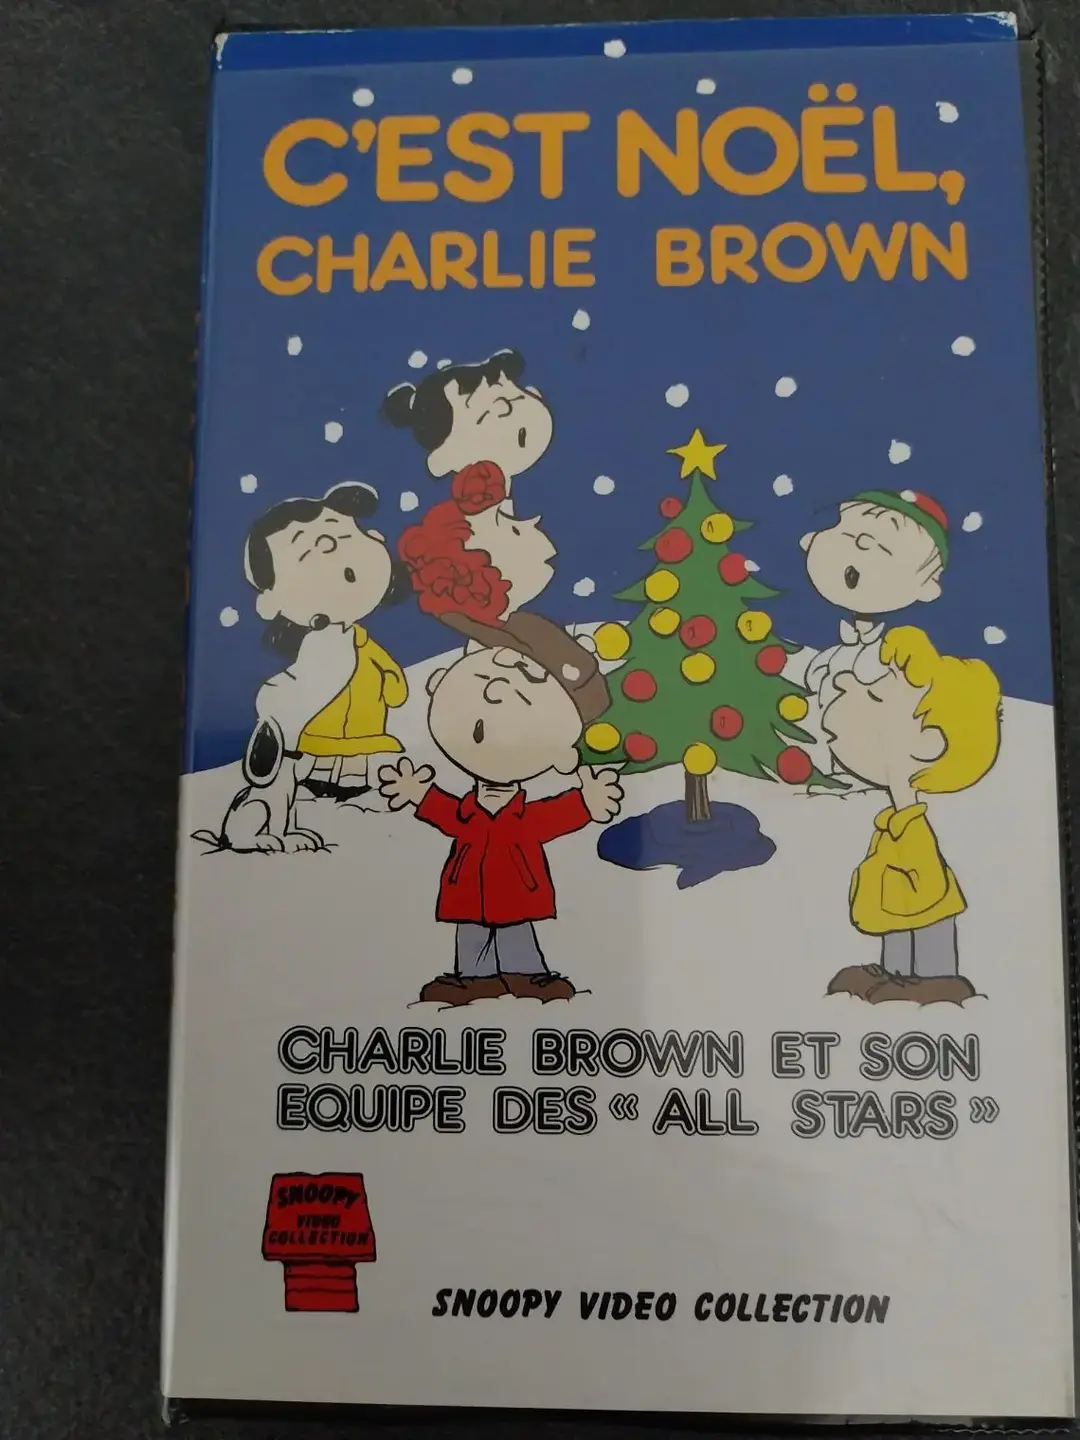 C'EST NOËL,
CHARLIE BROWN
CHARLIE BROWN ET SON
EQUIPE DES « ALL STARS »
SNOOPY
VIDEO
COLLECTION
SNOOPY VIDEO COLLECTION